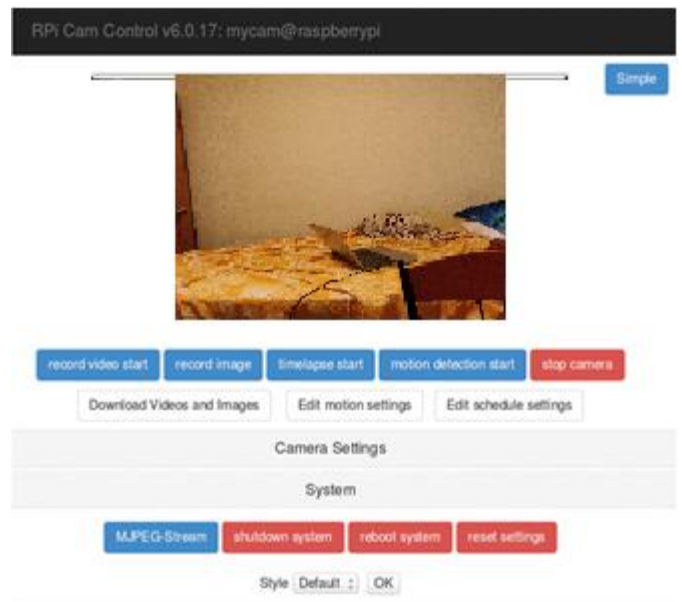 RPi Cam Control v6.0.17: mycam@raspberrypi
Simple
record video start record image timelapse start motion detection start stop camera
Download Videos and Images Edit motion settings Edit schedule settings
Camera Settings
System
MJPEG-Stream shutdown system reboot system reset settings
Style Default OK